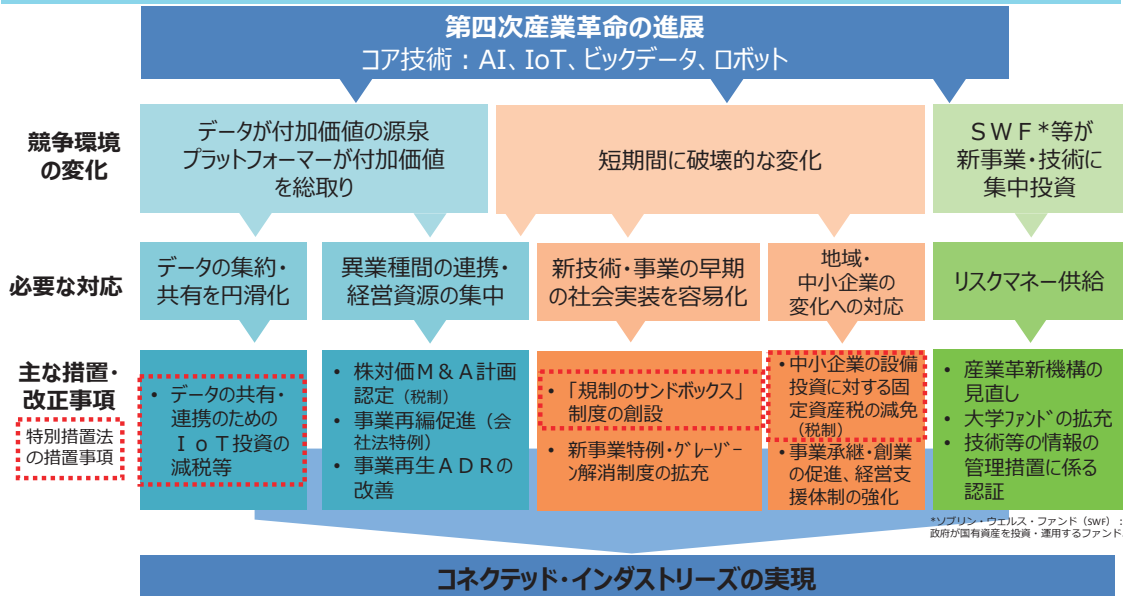 第四次産業革命の進展
コア技術：AI、IoT、ビックデータ、ロボット
競争環境
の変化
データが付加価値の源泉
プラットフォーマーが付加価値
を総取り
短期間に破壊的な変化
ＳＷＦ*等が
新事業・技術に
集中投資
必要な対応
データの集約・
共有を円滑化
異業種間の連携・
経営資源の集中
新技術・事業の早期
の社会実装を容易化
地域・
中小企業の
変化への対応
リスクマネー供給
主な措置・
改正事項
特別措置法
の措置事項
• データの共有・
連携のための
ＩｏＴ投資の
減税等
• 株対価Ｍ＆Ａ計画
認定（税制）
• 事業再編促進（会
社法特例）
• 事業再生ＡＤＲの
改善
• 「規制のサンドボックス」
制度の創設
• 新事業特例・グレーゾー
ン解消制度の拡充
• 中小企業の設備
投資に対する固
定資産税の減免
（税制）
• 事業承継・創業
の促進、経営支
援体制の強化
• 産業革新機構の
見直し
• 大学ファンドの拡充
• 技術等の情報の
管理措置に係る
認証
*ソブリン・ウェルス・ファンド（SWF）：
政府が国有資産を投資・運用するファンド
コネクテッド・インダストリーズの実現